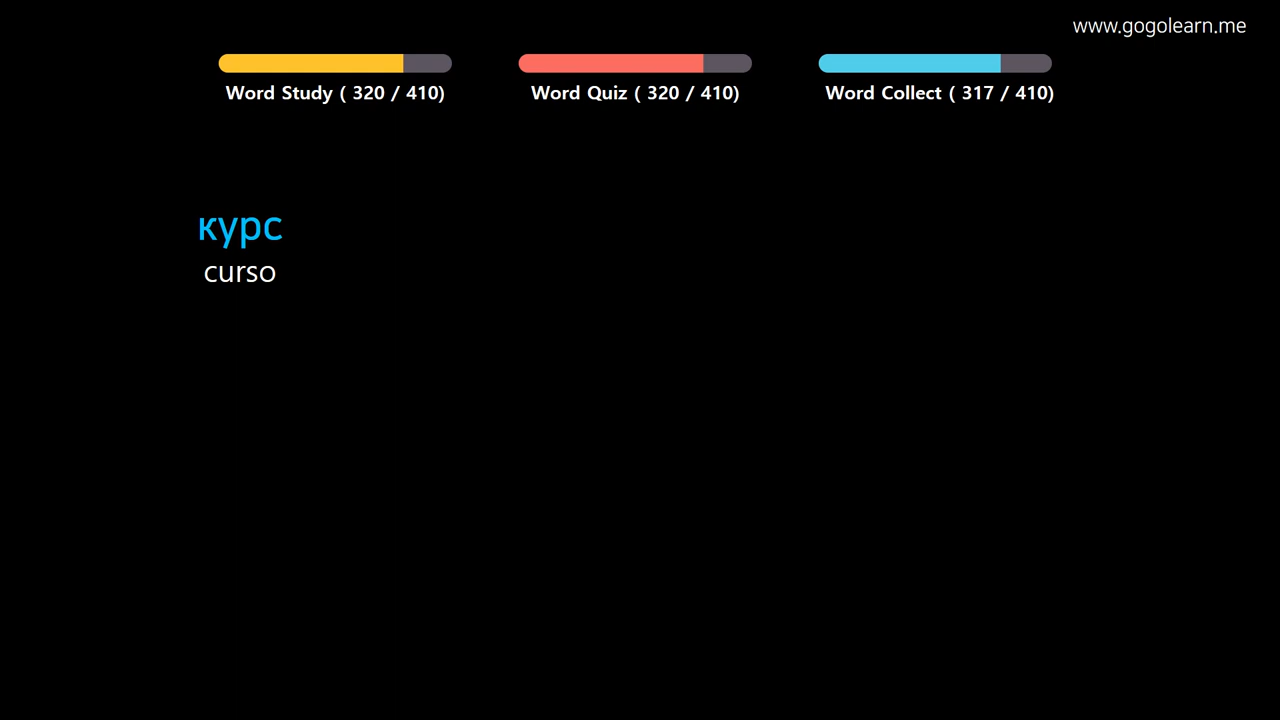 www.gogolearn.me
Word Study ( 320 / 410)
Word Quiz ( 320 / 410)
Word Collect ( 317 / 410)
курс
curso